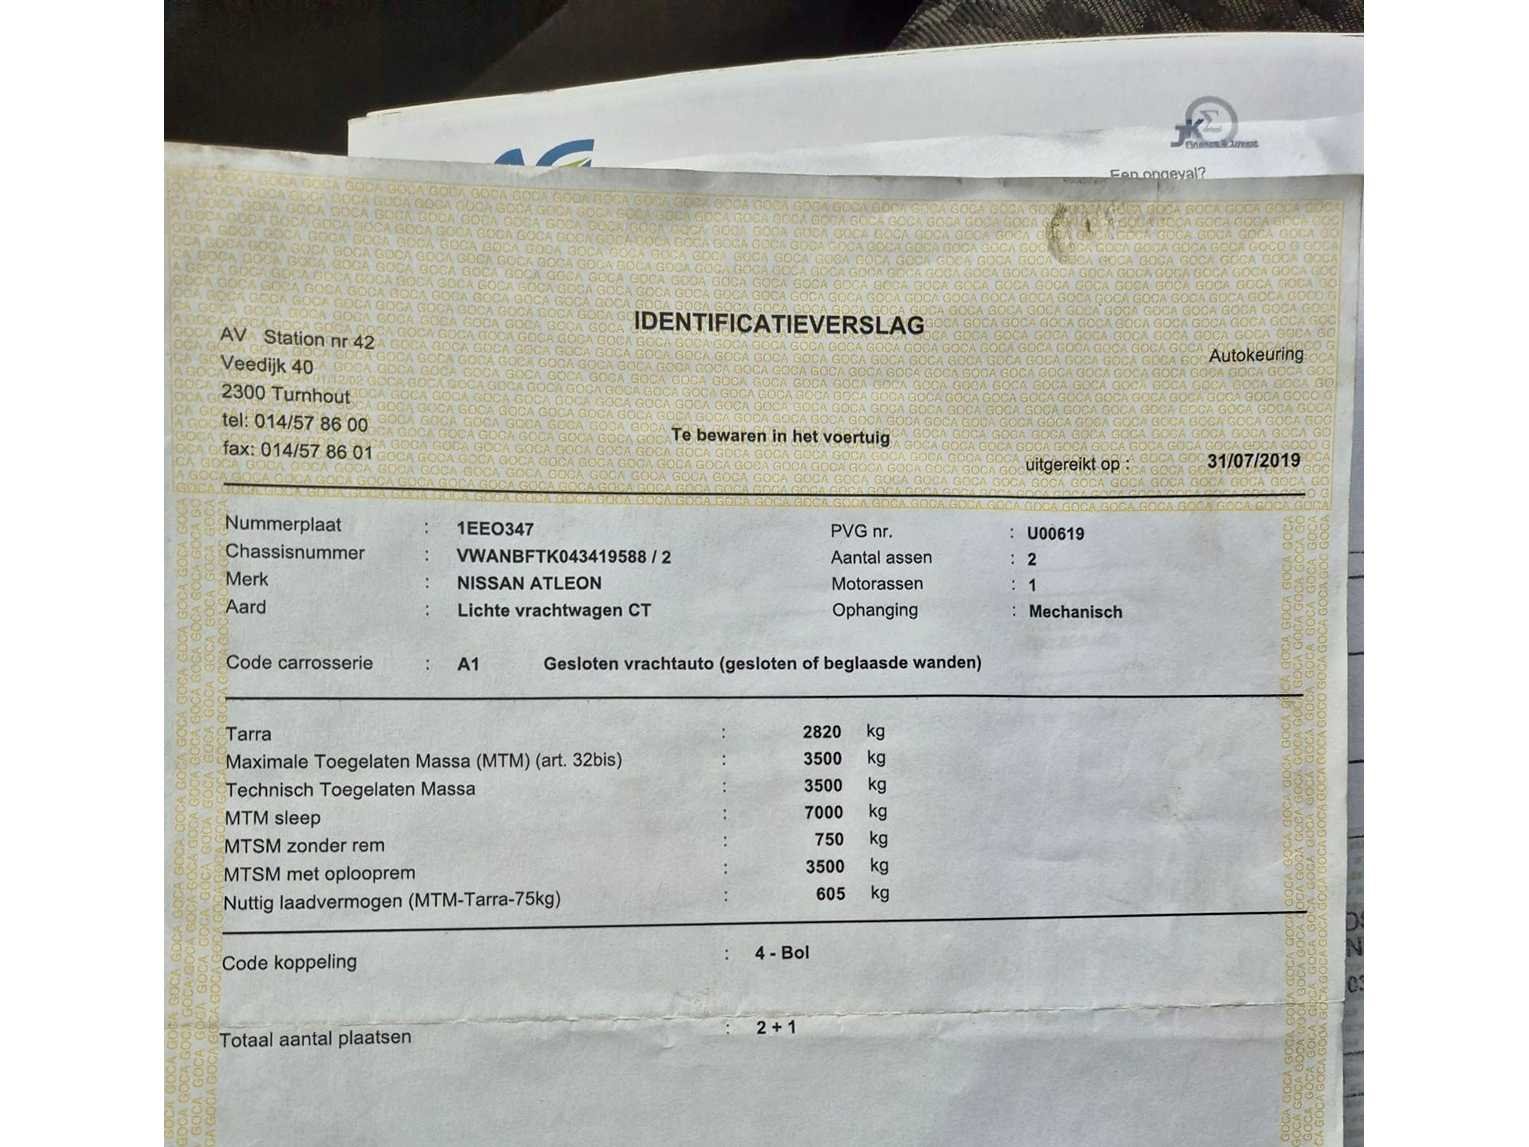 JK
Finance & Invest
Een ongeval?
IDENTIFICATIEVERSLAG
AV Station nr 42
Veedijk 40
2300 Turnhout
tel: 014/57 86 00
fax: 014/57 86 01
Autokeuring
Te bewaren in het voertuig
uitgereikt op : 31/07/2019
Nummerplaat : 1EEO347 PVG nr. : U00619
Chassisnummer : VWANBFTK043419588 / 2 Aantal assen : 2
Merk : NISSAN ATLEON Motorassen : 1
Aard : Lichte vrachtwagen CT Ophanging : Mechanisch
Code carrosserie : A1 Gesloten vrachtauto (gesloten of beglaasde wanden)
Tarra : 2820 kg
Maximale Toegelaten Massa (MTM) (art. 32bis) : 3500 kg
Technisch Toegelaten Massa : 3500 kg
MTM sleep : 7000 kg
MTSM zonder rem : 750 kg
MTSM met oplooprem : 3500 kg
Nuttig laadvermogen (MTM-Tarra-75kg) : 605 kg
Code koppeling : 4 - Bol
Totaal aantal plaatsen : 2 + 1